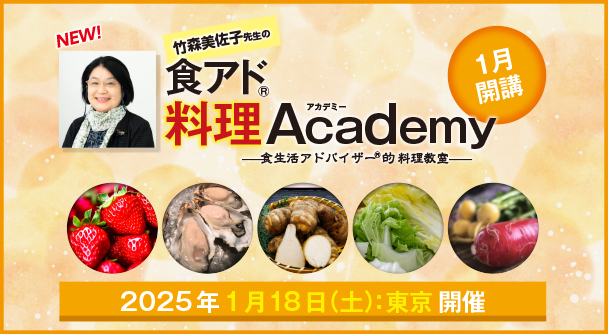 NEW!
竹森美佐子先生の
食アド®
アカデミー
料理Academy
―食生活アドバイザー®的 料理教室―
1月
開講
2025年1月18日(土):東京 開催